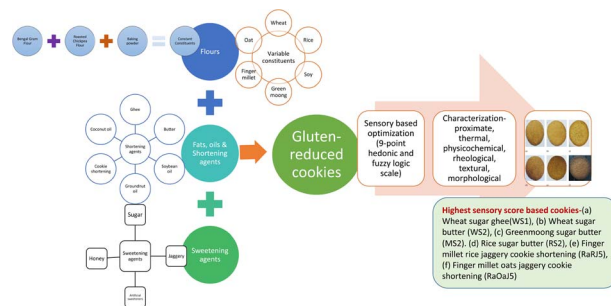 Bengal Gram
Flour
Roasted
Chickpea
Flour
Baking
powder
Constant
Constituents
Flours
Wheat
Oat
Rice
Variable
constituents
Finger
millet
Soy
Green
moong
Ghee
Coconut oil
Butter
Shortening
agents
Cookie
shortening
Soybean
oil
Groundnut
oil
Fats, oils &
Shortening
agents
Gluten-
reduced
cookies
Sensory based
optimization
(9-point
hedonic and
fuzzy logic
scale)
Characterization-
proximate,
thermal,
physicochemical,
rheological,
textural,
morphological
Sugar
Honey
Sweetening
agents
Jaggery
Artificial
sweeteners
Sweetening
agents
Highest sensory score based cookies-(a)
Wheat sugar ghee(WS1), (b) Wheat sugar
butter (WS2), (c) Greenmoong sugar butter
(MS2). (d) Rice sugar butter (RS2), (e) Finger
millet rice jaggery cookie shortening (RaRJ5),
(f) Finger millet oats jaggery cookie
shortening (RaOaJ5)